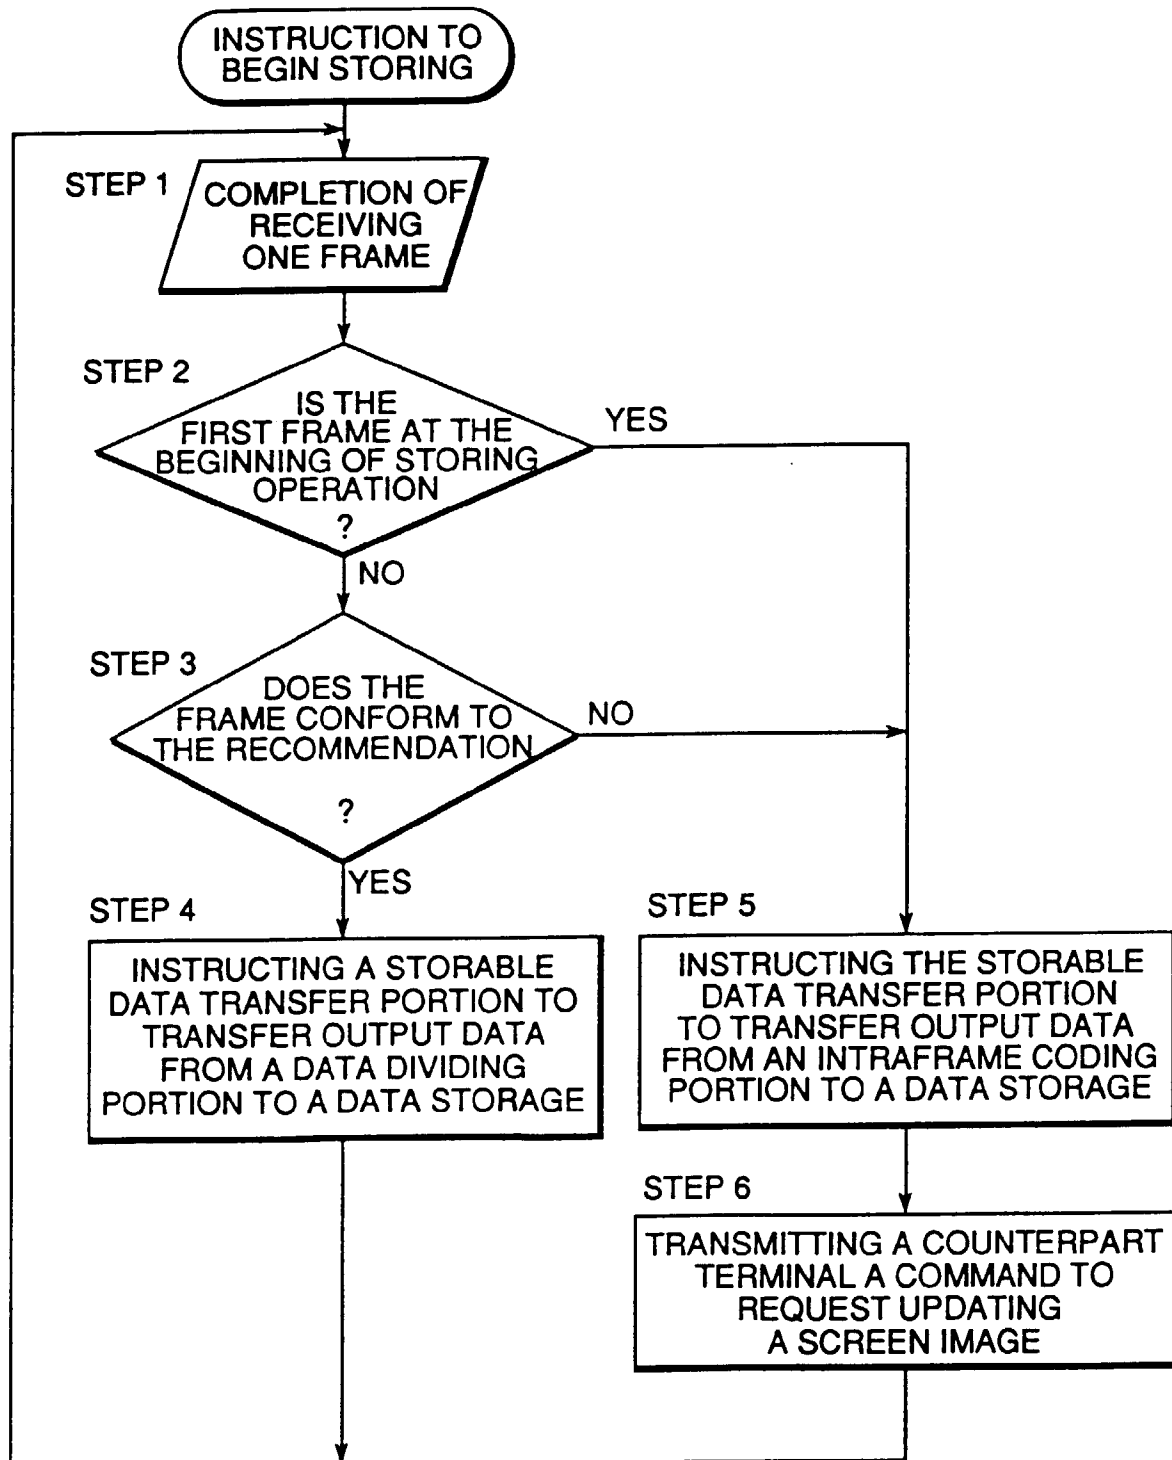 INSTRUCTION TO
BEGIN STORING
STEP 1
COMPLETION OF
RECEIVING
ONE FRAME
STEP 2
IS THE
FIRST FRAME AT THE
BEGINNING OF STORING
OPERATION
?
YES
NO
STEP 3
DOES THE
FRAME CONFORM TO
THE RECOMMENDATION
?
NO
YES
STEP 4
INSTRUCTING A STORABLE
DATA TRANSFER PORTION TO
TRANSFER OUTPUT DATA
FROM A DATA DIVIDING
PORTION TO A DATA STORAGE
STEP 5
INSTRUCTING THE STORABLE
DATA TRANSFER PORTION
TO TRANSFER OUTPUT DATA
FROM AN INTRAFRAME CODING
PORTION TO A DATA STORAGE
STEP 6
TRANSMITTING A COUNTERPART
TERMINAL A COMMAND TO
REQUEST UPDATING
A SCREEN IMAGE